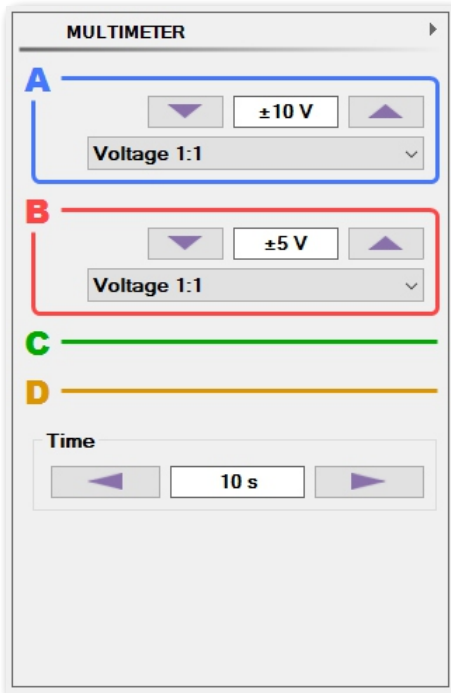 MULTIMETER
A
±10 V
Voltage 1:1
B
±5 V
Voltage 1:1
C
D
Time
10 s